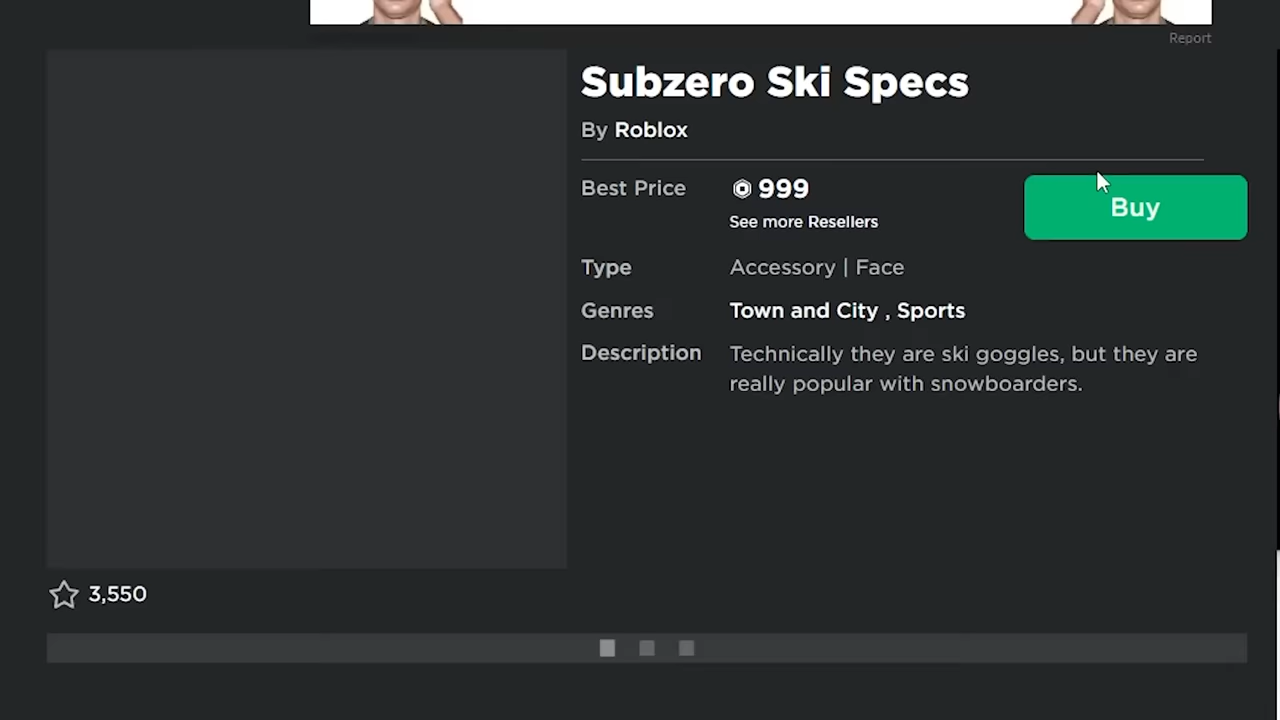 Report
Subzero Ski Specs
By Roblox
Best Price 999
Buy
See more Resellers
Type Accessory | Face
Genres Town and City , Sports
Description Technically they are ski goggles, but they are
really popular with snowboarders.
3,550